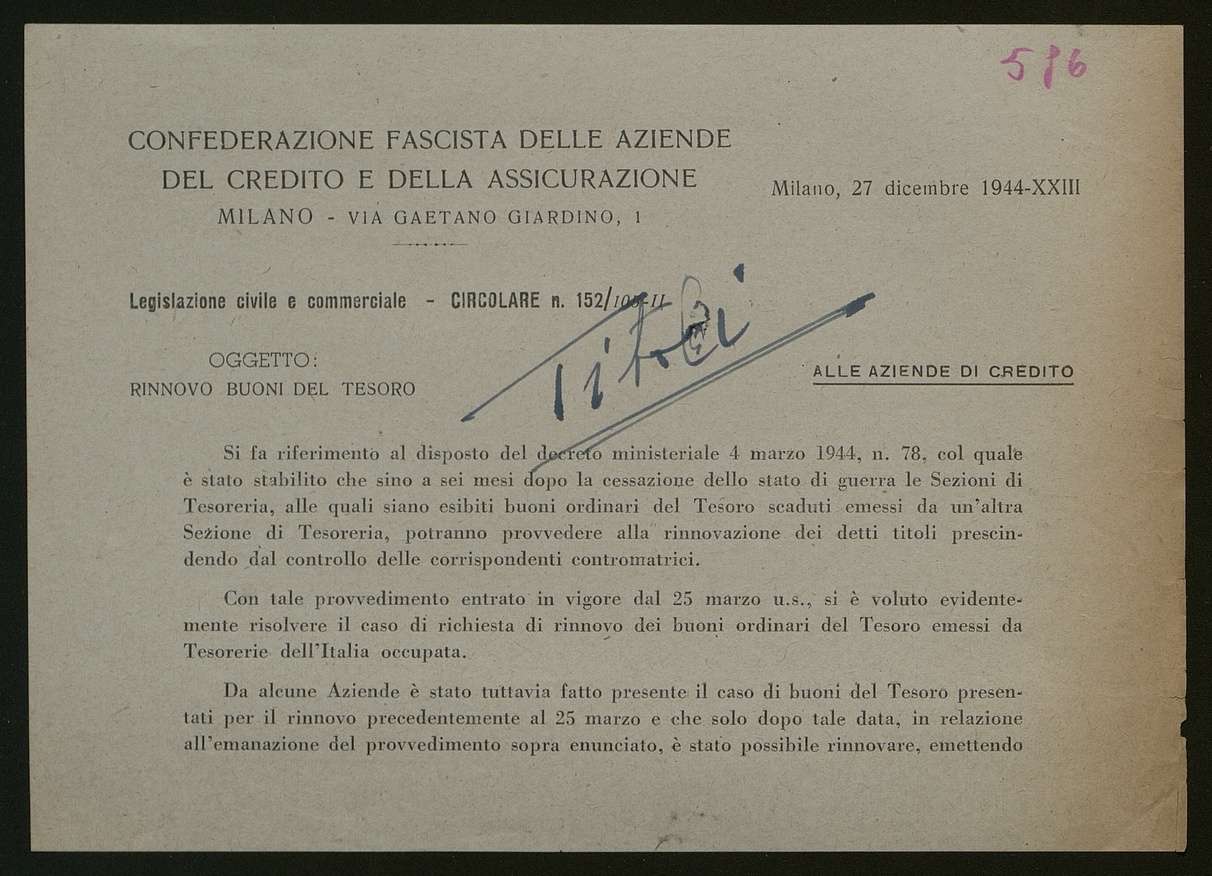 576
CONFEDERAZIONE FASCISTA DELLE AZIENDE
DEL CREDITO E DELLA ASSICURAZIONE
MILANO - VIA GAETANO GIARDINO, 1
Milano, 27 dicembre 1944-XXIII
Legislazione civile e commerciale - CIRCOLARE n. 152/
Titoli
OGGETTO:
RINNOVO BUONI DEL TESORO
ALLE AZIENDE DI CREDITO
Si fa riferimento al disposto del decreto ministeriale 4 marzo 1944, n. 78, col quale
è stato stabilito che sino a sei mesi dopo la cessazione dello stato di guerra le Sezioni di
Tesoreria, alle quali siano esibiti buoni ordinari del Tesoro scaduti emessi da un'altra
Sezione di Tesoreria, potranno provvedere alla rinnovazione dei detti titoli prescin-
dendo dal controllo delle corrispondenti contromatrici.
Con tale provvedimento entrato in vigore dal 25 marzo u.s., si è voluto evidente-
mente risolvere il caso di richiesta di rinnovo dei buoni ordinari del Tesoro emessi da
Tesorerie dell'Italia occupata.
Da alcune Aziende è stato tuttavia fatto presente il caso di buoni del Tesoro presen-
tati per il rinnovo precedentemente al 25 marzo e che solo dopo tale data, in relazione
all'emanazione del provvedimento sopra enunciato, è stato possibile rinnovare, emettendo